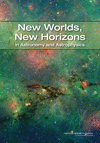 New Worlds,
New Horizons
in Astronomy and Astrophysics